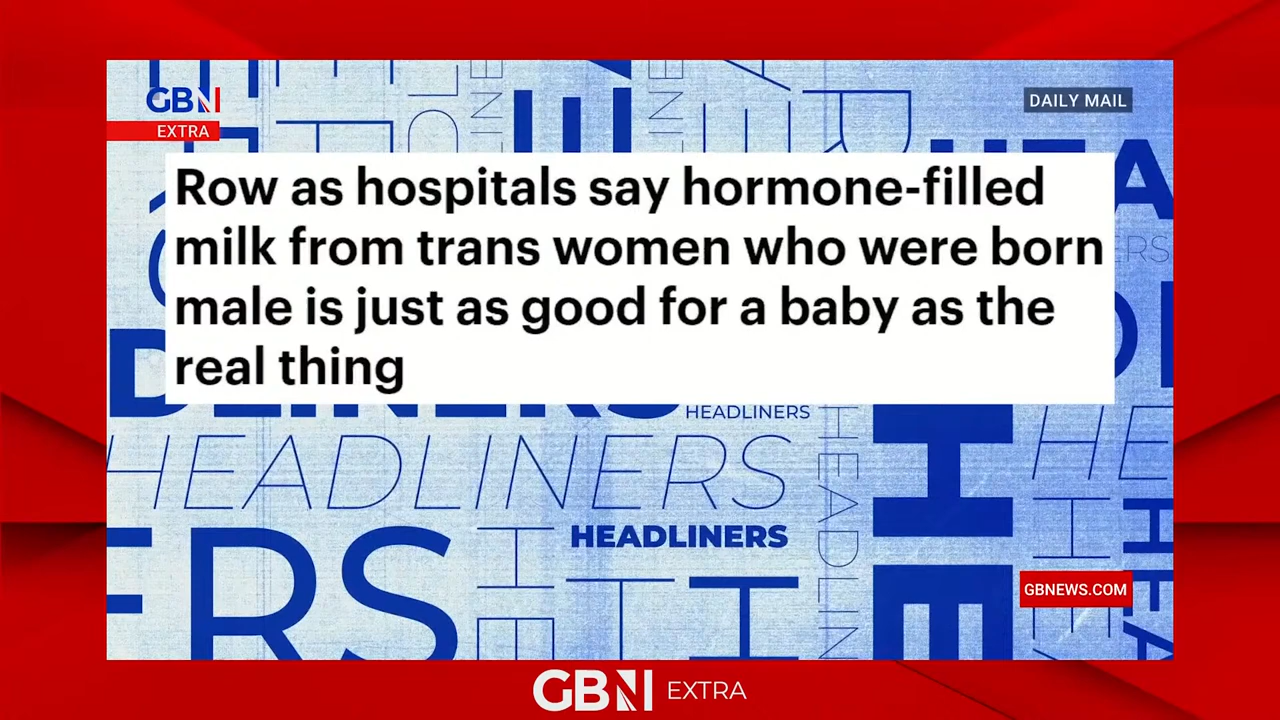 GBN
EXTRA
DAILY MAIL
Row as hospitals say hormone-filled
milk from trans women who were born
male is just as good for a baby as the
real thing
HEADLINERS
HEADLINERS
HEADLINERS
GBNEWS.COM
GBN EXTRA